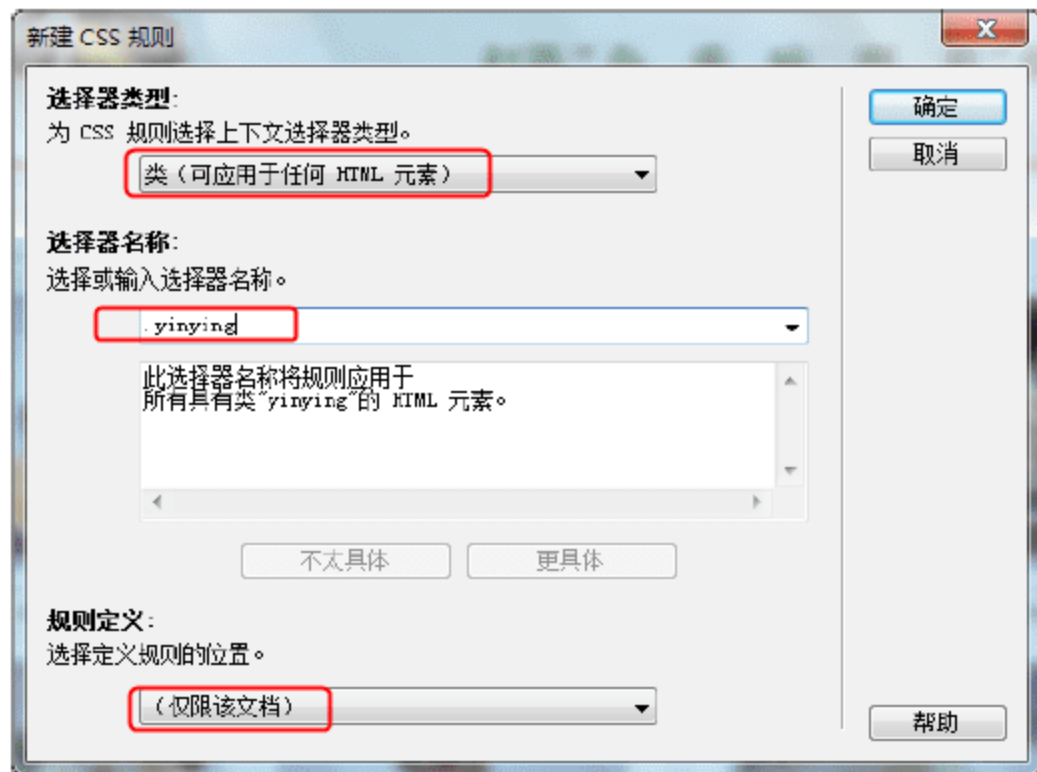 新建 CSS 规则
X
选择器类型:
为 CSS 规则选择上下文选择器类型。
类（可应用于任何 HTML 元素）
选择器名称:
选择或输入选择器名称。
.yinying
此选择器名称将规则应用于
所有具有类"yinying"的 HTML 元素。
不太具体
更具体
规则定义:
选择定义规则的位置。
（仅限该文档）
确定
取消
帮助